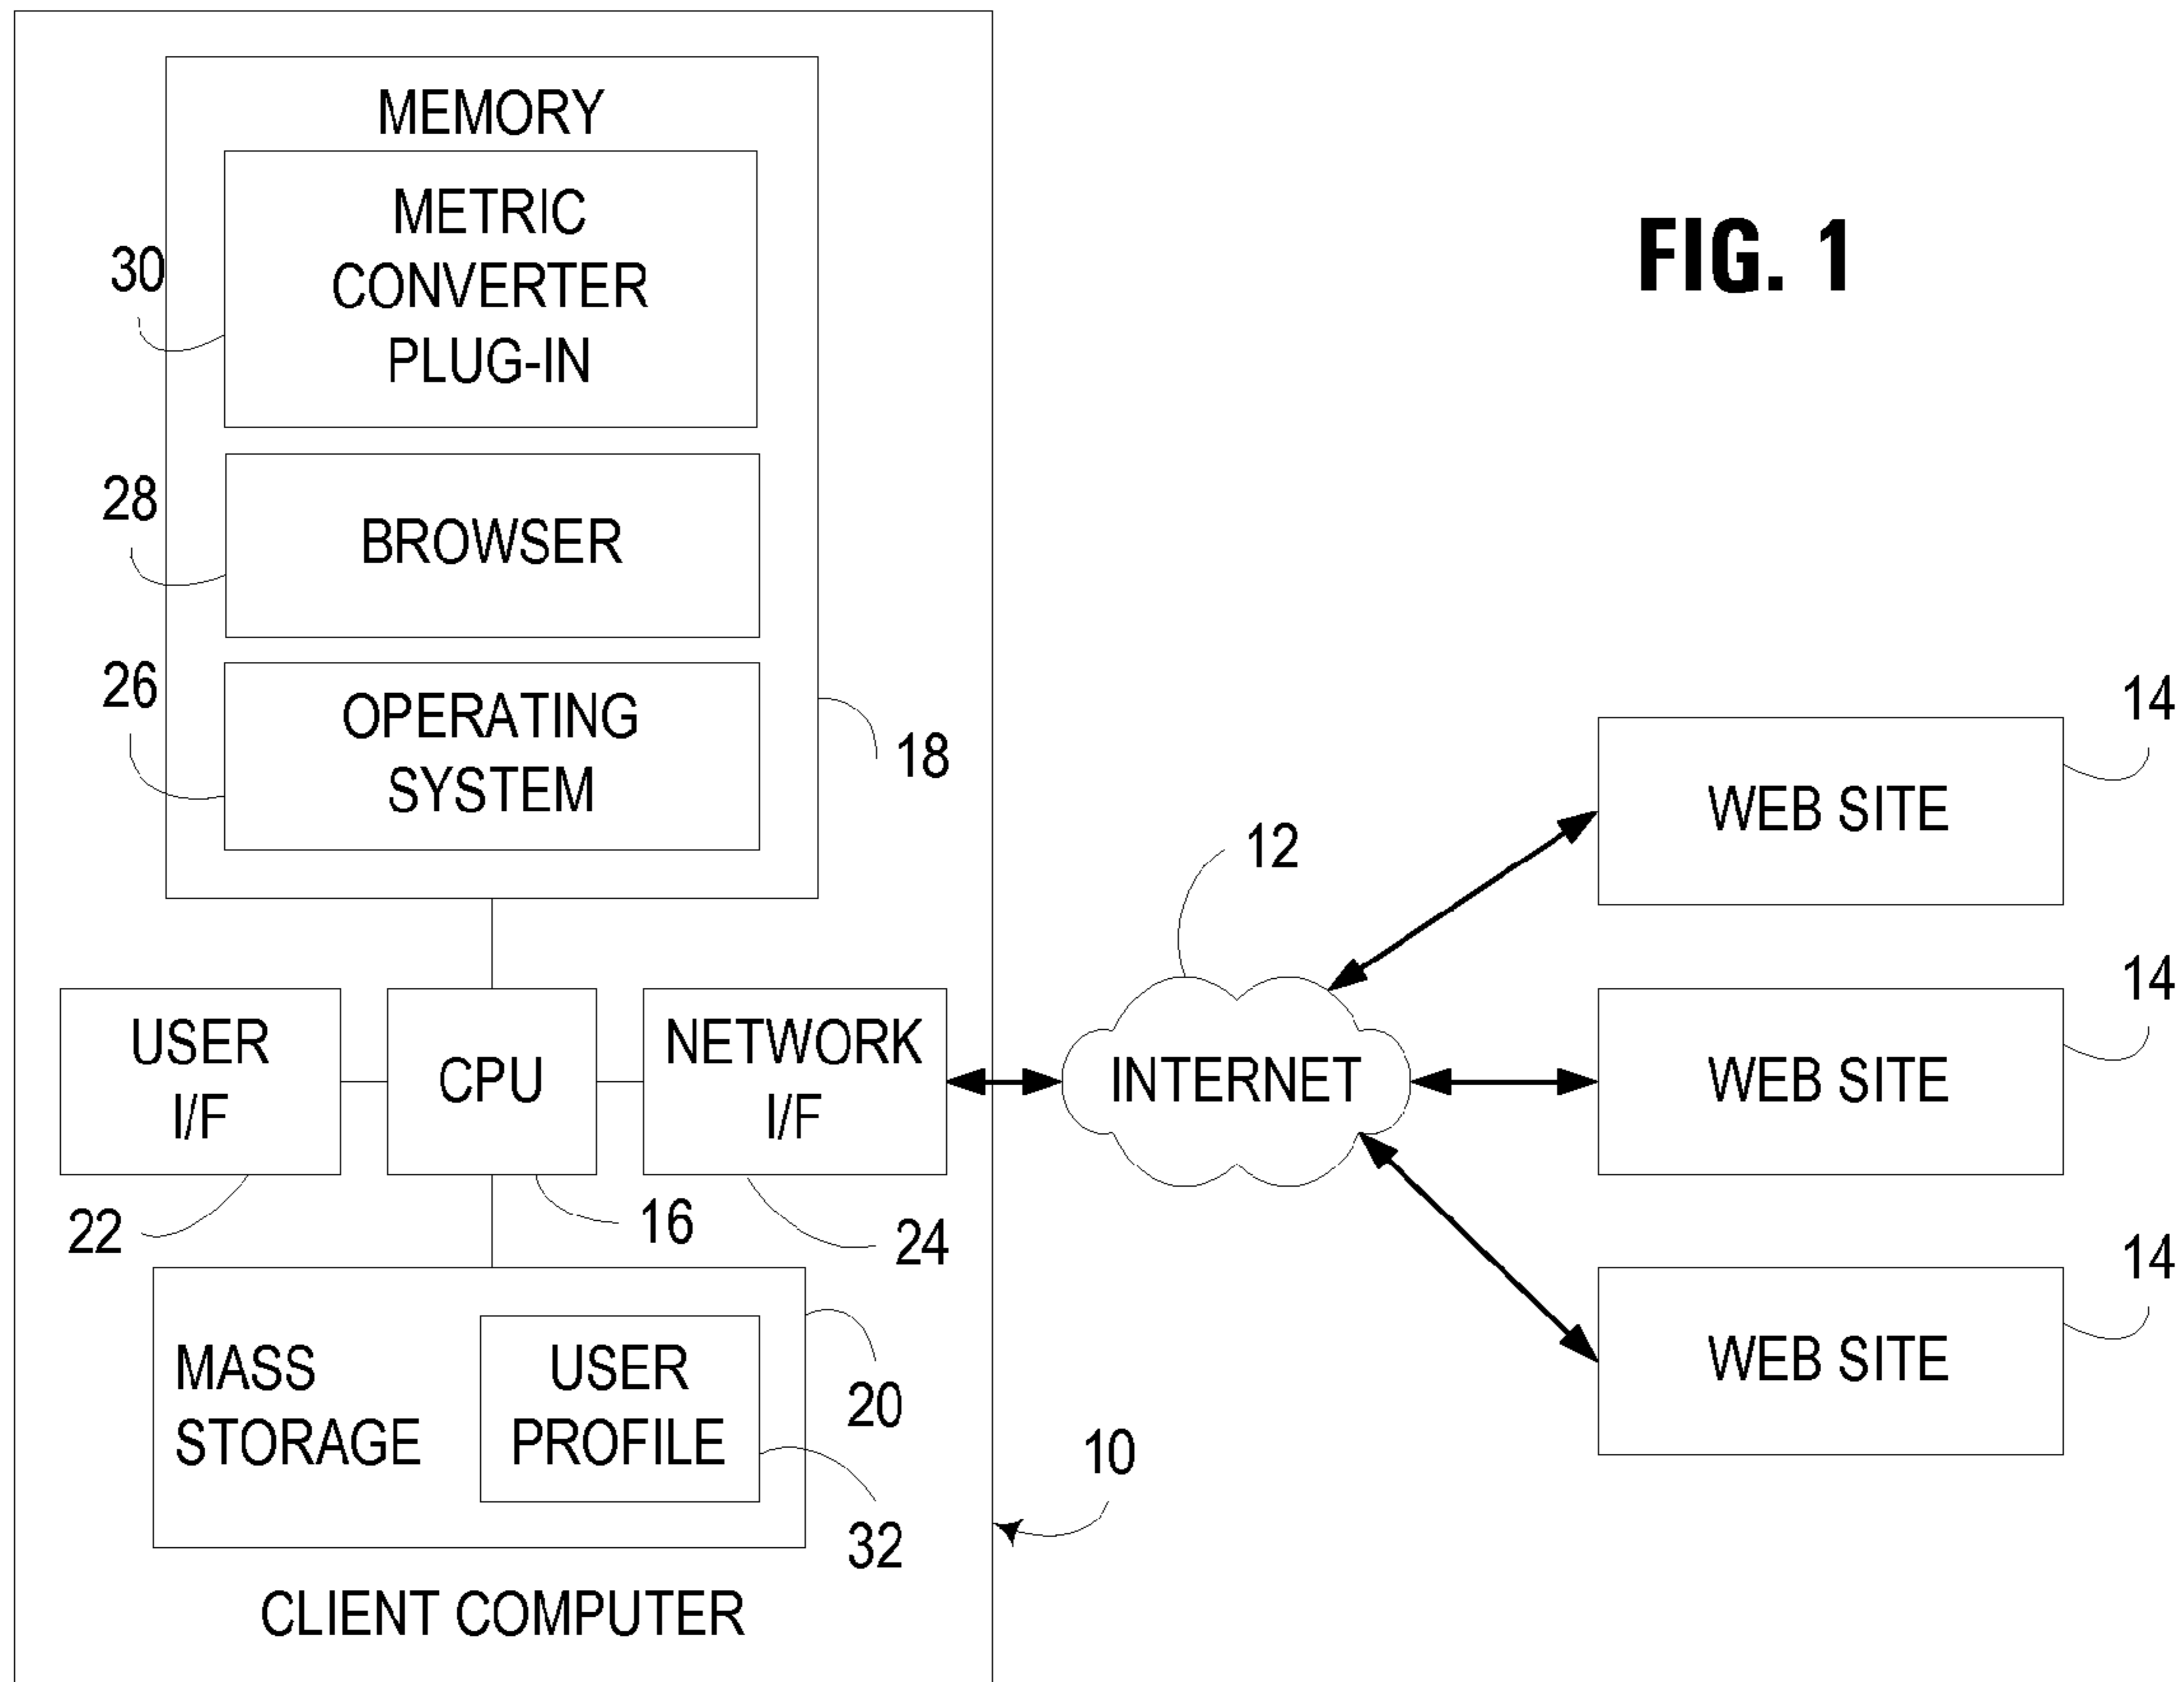 MEMORY
METRIC
CONVERTER
PLUG-IN
30
FIG. 1
BROWSER
28
OPERATING
SYSTEM
26
18
USER
I/F
22
CPU
16
NETWORK
I/F
24
INTERNET
12
WEB SITE
14
WEB SITE
14
WEB SITE
14
MASS
STORAGE
20
USER
PROFILE
32
10
CLIENT COMPUTER